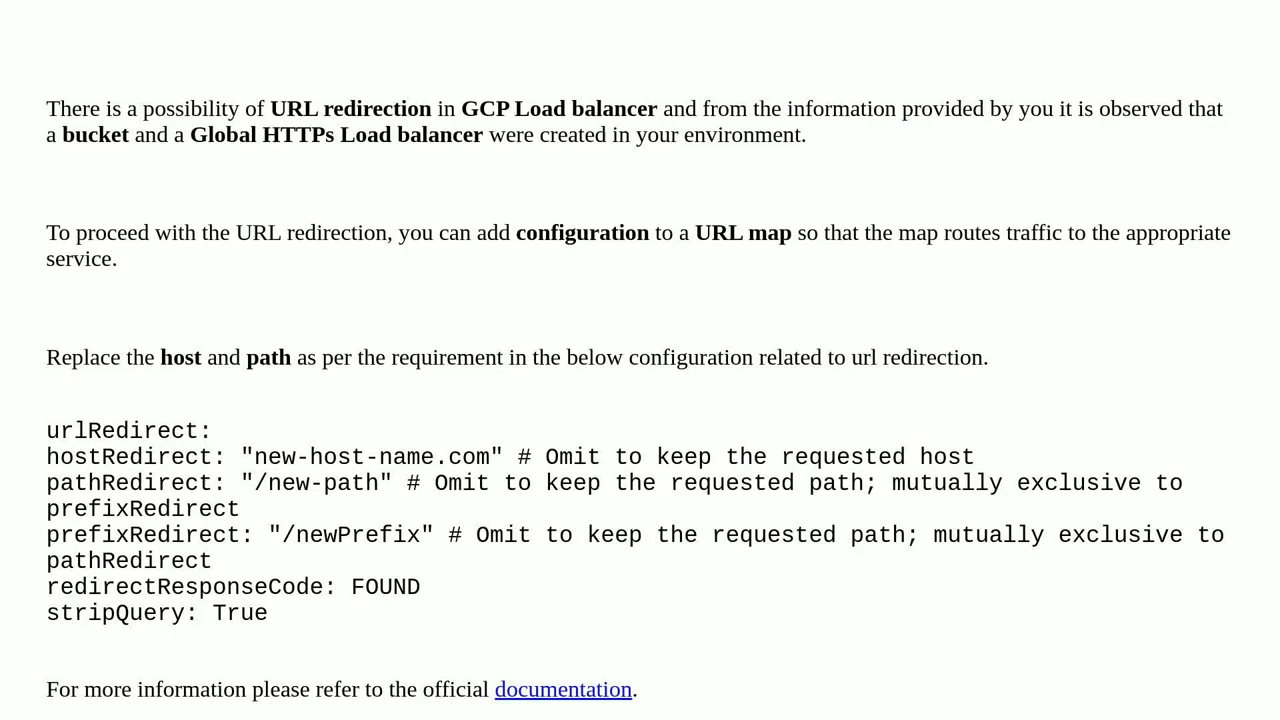 There is a possibility of URL redirection in GCP Load balancer and from the information provided by you it is observed that
a bucket and a Global HTTPs Load balancer were created in your environment.
To proceed with the URL redirection, you can add configuration to a URL map so that the map routes traffic to the appropriate
service.
Replace the host and path as per the requirement in the below configuration related to url redirection.
urlRedirect:
hostRedirect: "new-host-name.com" # Omit to keep the requested host
pathRedirect: "/new-path" # Omit to keep the requested path; mutually exclusive to
prefixRedirect
prefixRedirect: "/newPrefix" # Omit to keep the requested path; mutually exclusive to
pathRedirect
redirectResponseCode: FOUND
stripQuery: True
For more information please refer to the official documentation.